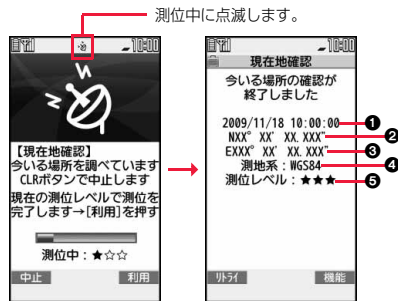 測位中に点滅します。
10:00
【現在地確認】
今いる場所を調べています
CLRボタンで中止します
現在の測位レベルで測位を
完了します→[利用]を押す
測位中：★☆☆
中止
利用
10:00
現在地確認
今いる場所の確認が
終了しました
2009/11/18 10:00:00 ❶
NXX° XX' XX.XXX" ❷
EXXX° XX' XX.XXX" ❸
測地系：WGS84 ❹
測位レベル：★★★ ❺
ﾘﾄﾗｲ
機能